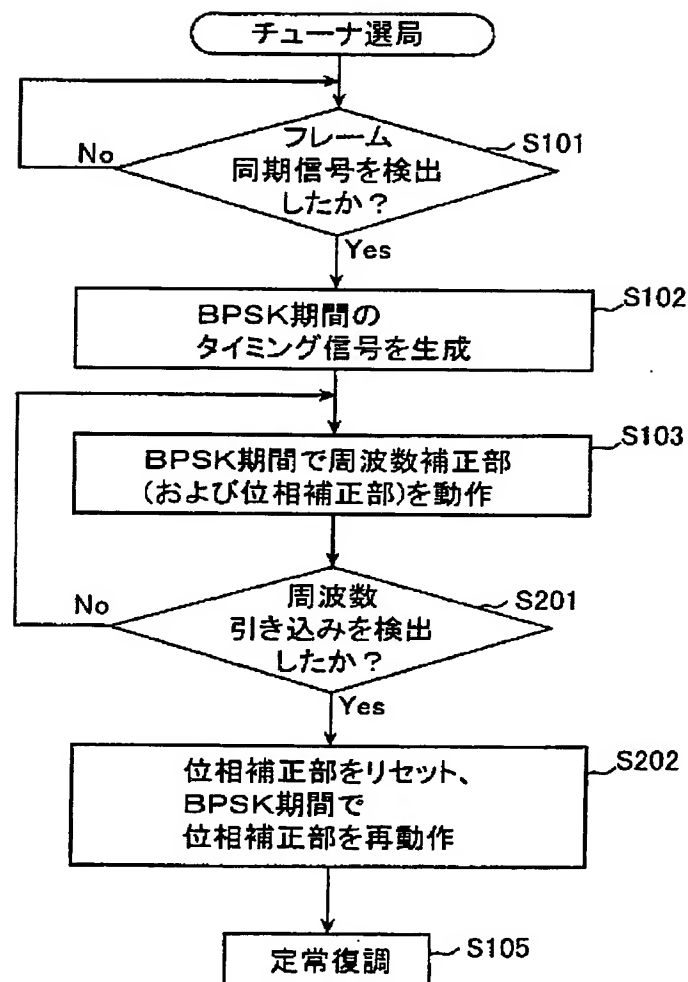 チューナ選局
フレーム
同期信号を検出
したか？
S101
No
Yes
BPSK期間の
タイミング信号を生成
S102
BPSK期間で周波数補正部
(および位相補正部)を動作
S103
周波数
引き込みを検出
したか？
S201
No
Yes
位相補正部をリセット、
BPSK期間で
位相補正部を再動作
S202
定常復調
S105